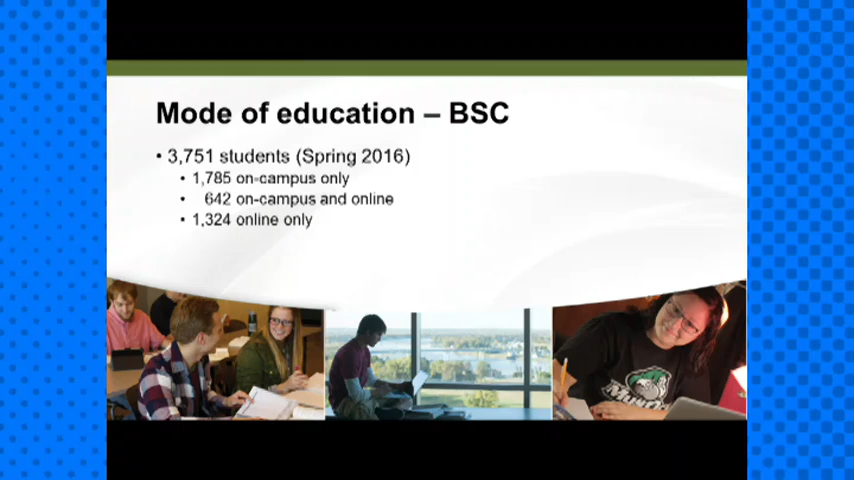 Mode of education – BSC
• 3,751 students (Spring 2016)
• 1,785 on-campus only
• 642 on-campus and online
• 1,324 online only